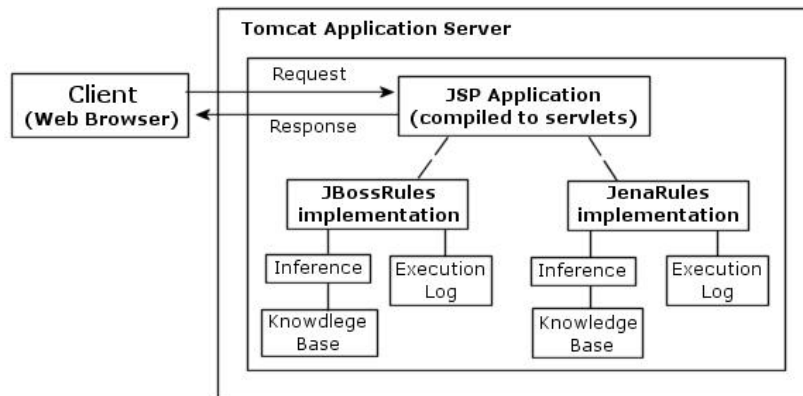 Tomcat Application Server
Request
Client
(Web Browser)
JSP Application
(compiled to servlets)
Response
JBossRules
implementation
JenaRules
implementation
Inference
Execution
Log
Knowdlege
Base
Inference
Execution
Log
Knowledge
Base